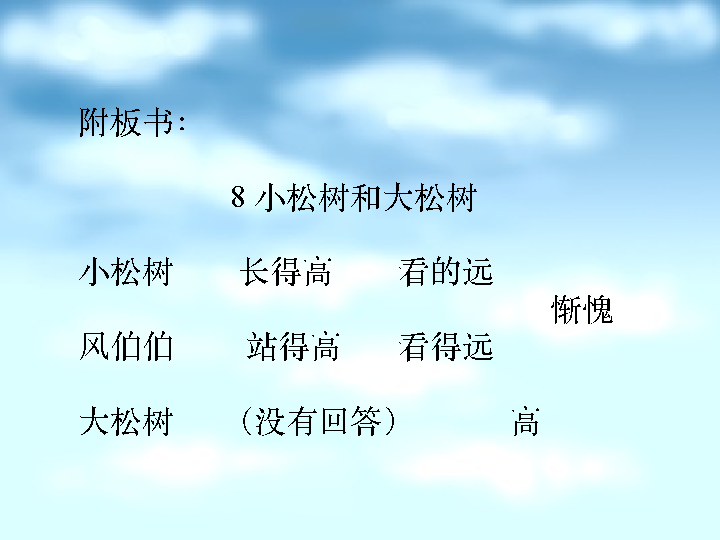 附板书：
8 小松树和大松树
小松树 长得高 看的远
惭愧
风伯伯 站得高 看得远
大松树 （没有回答） 高